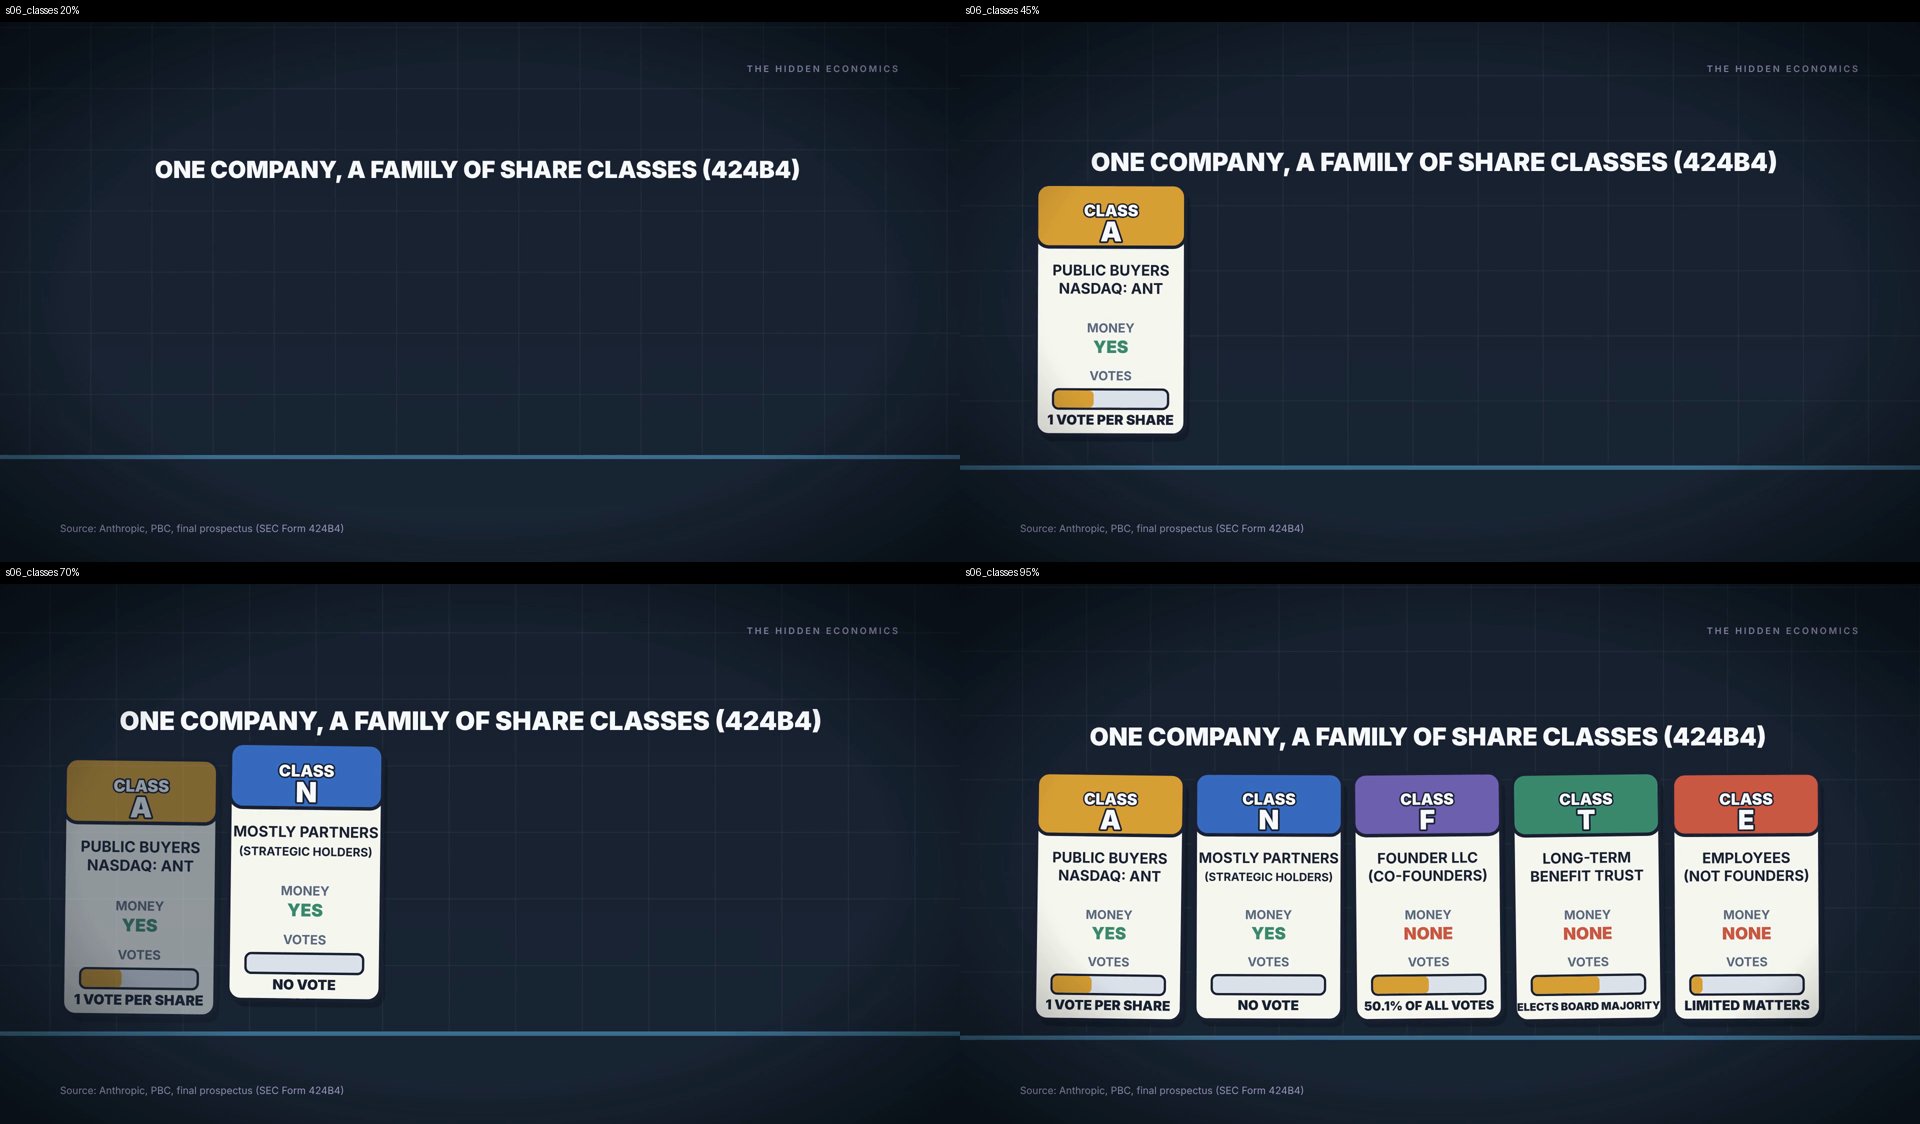 s06_classes 20%
THE HIDDEN ECONOMICS
ONE COMPANY, A FAMILY OF SHARE CLASSES (424B4)
Source: Anthropic, PBC, final prospectus (SEC Form 424B4)
s06_classes 45%
THE HIDDEN ECONOMICS
ONE COMPANY, A FAMILY OF SHARE CLASSES (424B4)
CLASS
A
PUBLIC BUYERS
NASDAQ: ANT
MONEY
YES
VOTES
1 VOTE PER SHARE
Source: Anthropic, PBC, final prospectus (SEC Form 424B4)
s06_classes 70%
THE HIDDEN ECONOMICS
ONE COMPANY, A FAMILY OF SHARE CLASSES (424B4)
CLASS
A
PUBLIC BUYERS
NASDAQ: ANT
MONEY
YES
VOTES
1 VOTE PER SHARE
CLASS
N
MOSTLY PARTNERS
(STRATEGIC HOLDERS)
MONEY
YES
VOTES
NO VOTE
Source: Anthropic, PBC, final prospectus (SEC Form 424B4)
s06_classes 95%
THE HIDDEN ECONOMICS
ONE COMPANY, A FAMILY OF SHARE CLASSES (424B4)
CLASS
A
PUBLIC BUYERS
NASDAQ: ANT
MONEY
YES
VOTES
1 VOTE PER SHARE
CLASS
N
MOSTLY PARTNERS
(STRATEGIC HOLDERS)
MONEY
YES
VOTES
NO VOTE
CLASS
F
FOUNDER LLC
(CO-FOUNDERS)
MONEY
NONE
VOTES
50.1% OF ALL VOTES
CLASS
T
LONG-TERM
BENEFIT TRUST
MONEY
NONE
VOTES
ELECTS BOARD MAJORITY
CLASS
E
EMPLOYEES
(NOT FOUNDERS)
MONEY
NONE
VOTES
LIMITED MATTERS
Source: Anthropic, PBC, final prospectus (SEC Form 424B4)